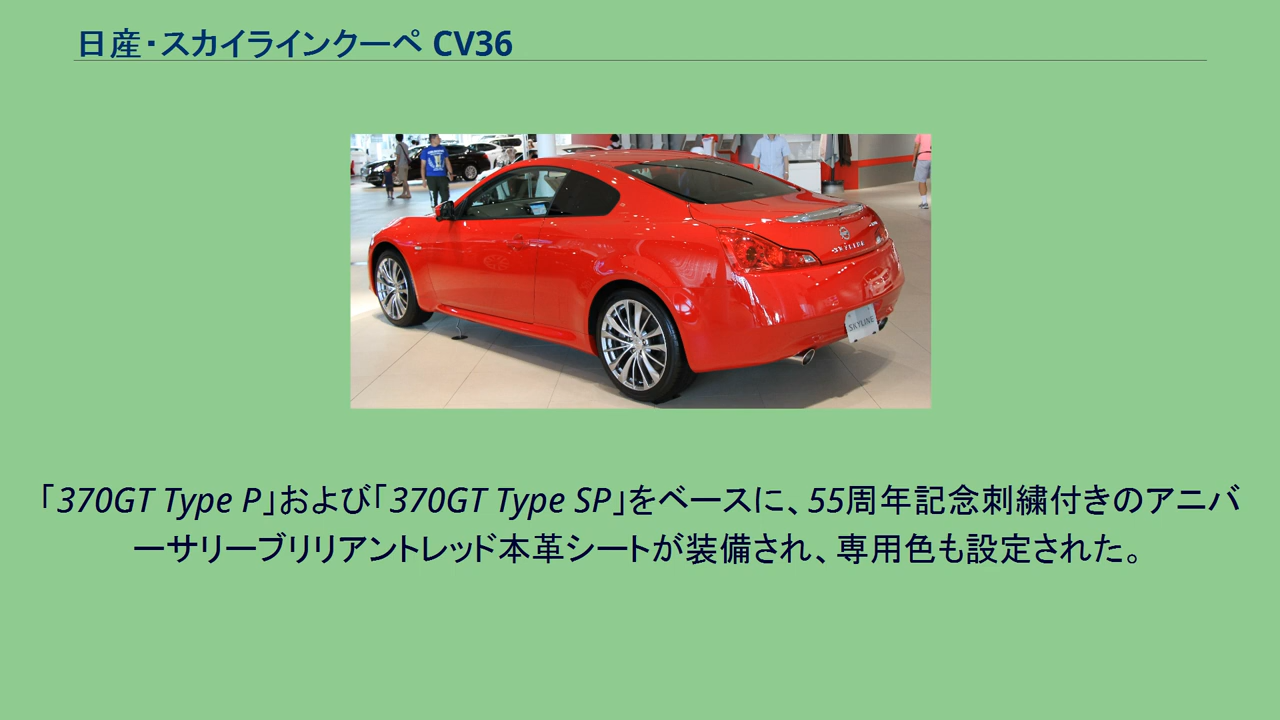 日産・スカイラインクーペ CV36
SKYLINE
SKYLINE
「370GT Type P」および「370GT Type SP」をベースに、55周年記念刺繍付きのアニバ
ーサリーブリリアントレッド本革シートが装備され、専用色も設定された。